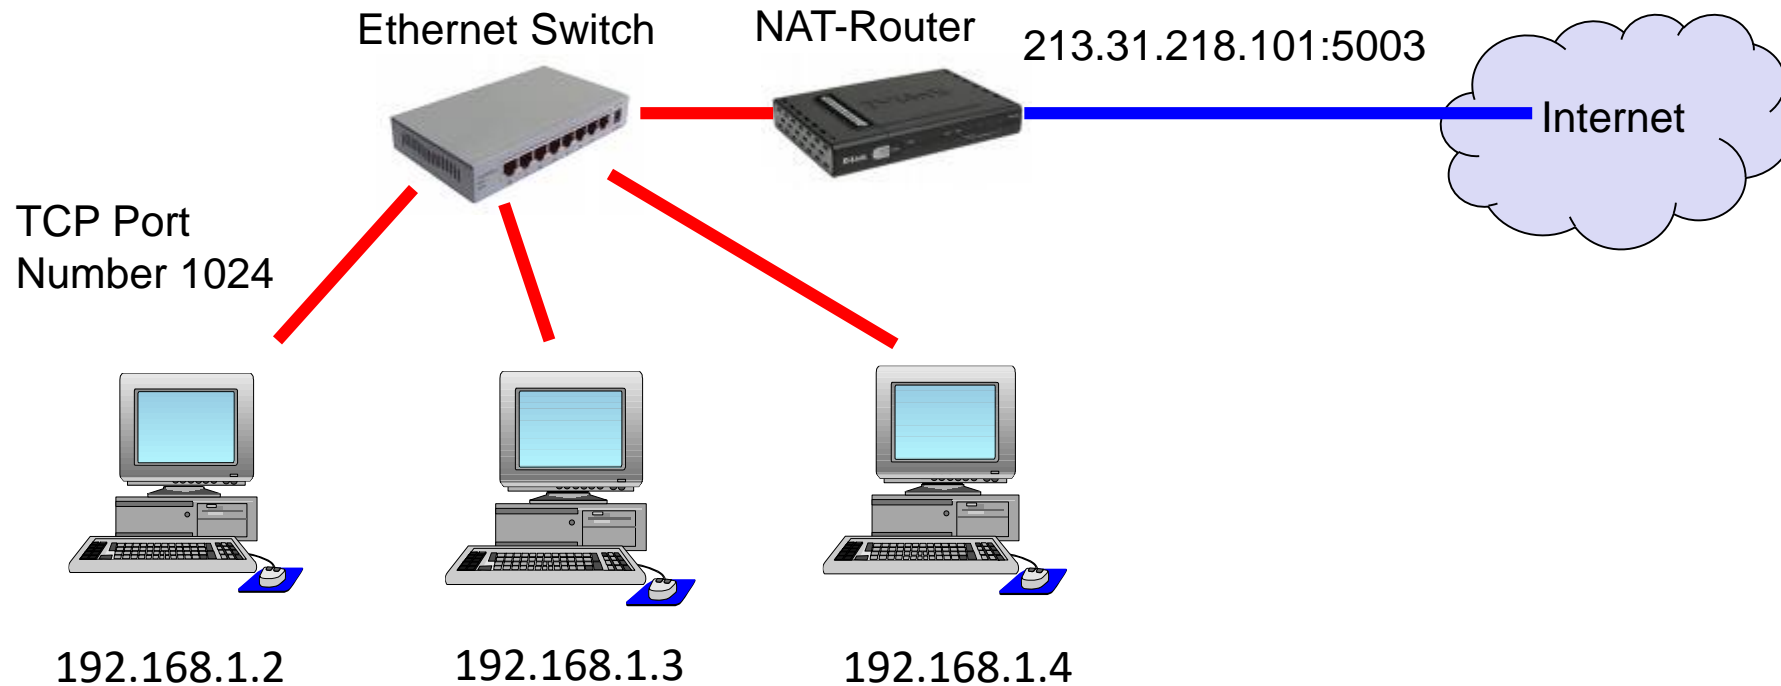 Ethernet Switch
NAT-Router
213.31.218.101:5003
Internet
TCP Port
Number 1024
192.168.1.2
192.168.1.3
192.168.1.4